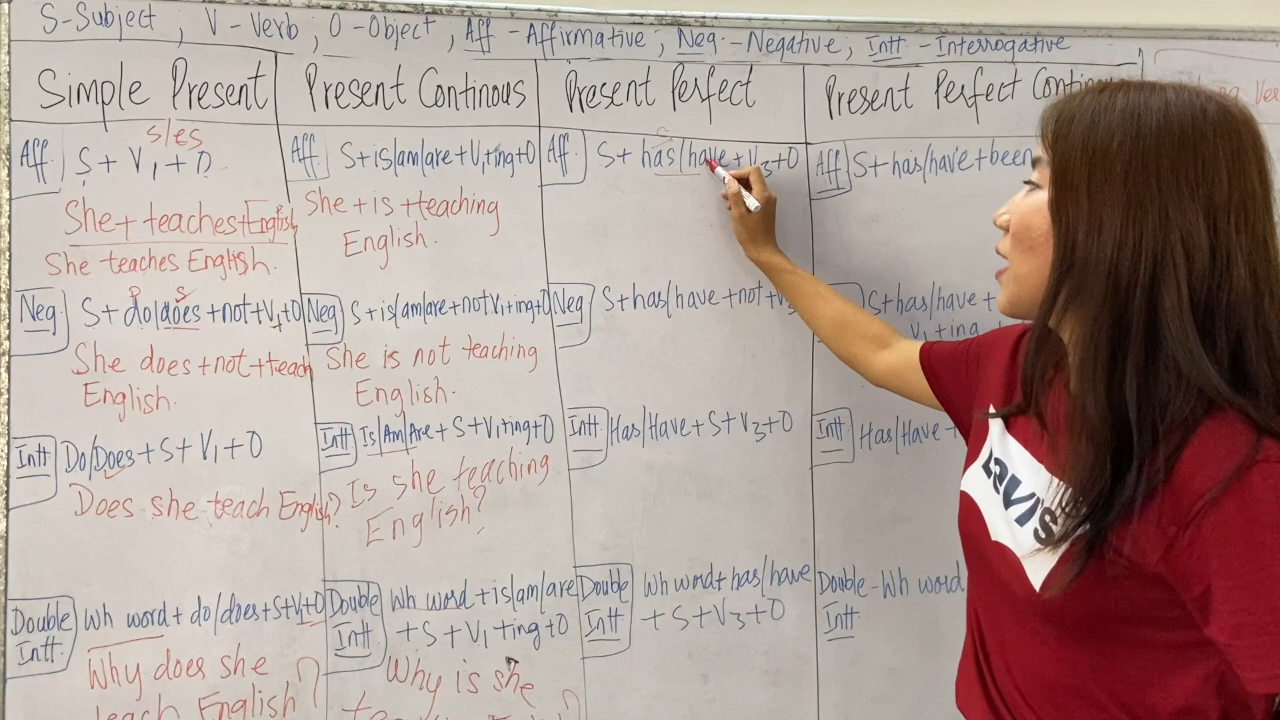 S-Subject , V-Verb , O-Object , Aff -Affirmative , Neg -Negative , Intt -Interrogative
Simple Present
s/es
Aff S + V1 + O
She + teaches + English
She teaches English.
P S
Neg S + do/does + not + V1 + O
She does + not + teach
English.
Intt Do/Does + S + V1 + O
Does she teach English?
Double Intt. Wh word + do/does + S + V1 + O
Why does she
teach English ?
Present Continous
Aff S + is/am/are + V1 + ing + O
She + is + teaching
English.
Neg S + is/am/are + not V1 + ing + O
She is not teaching
English.
Intt Is/Am/Are + S + V1 + ing + O
Is she teaching
English?
Double Intt Wh word + is/am/are
+ S + V1 + ing + O
Why is she
?
Present Perfect
S
Aff S + has/have + V3 + O
Neg S + has/have + not + V3
Intt Has/Have + S + V3 + O
Double Intt Wh word + has/have
+ S + V3 + O
Present Perfect
Aff S + has/have + been
S + has/have +
V1 + ing
Intt Has/Have +
Double Intt - Wh word
LEVI'S